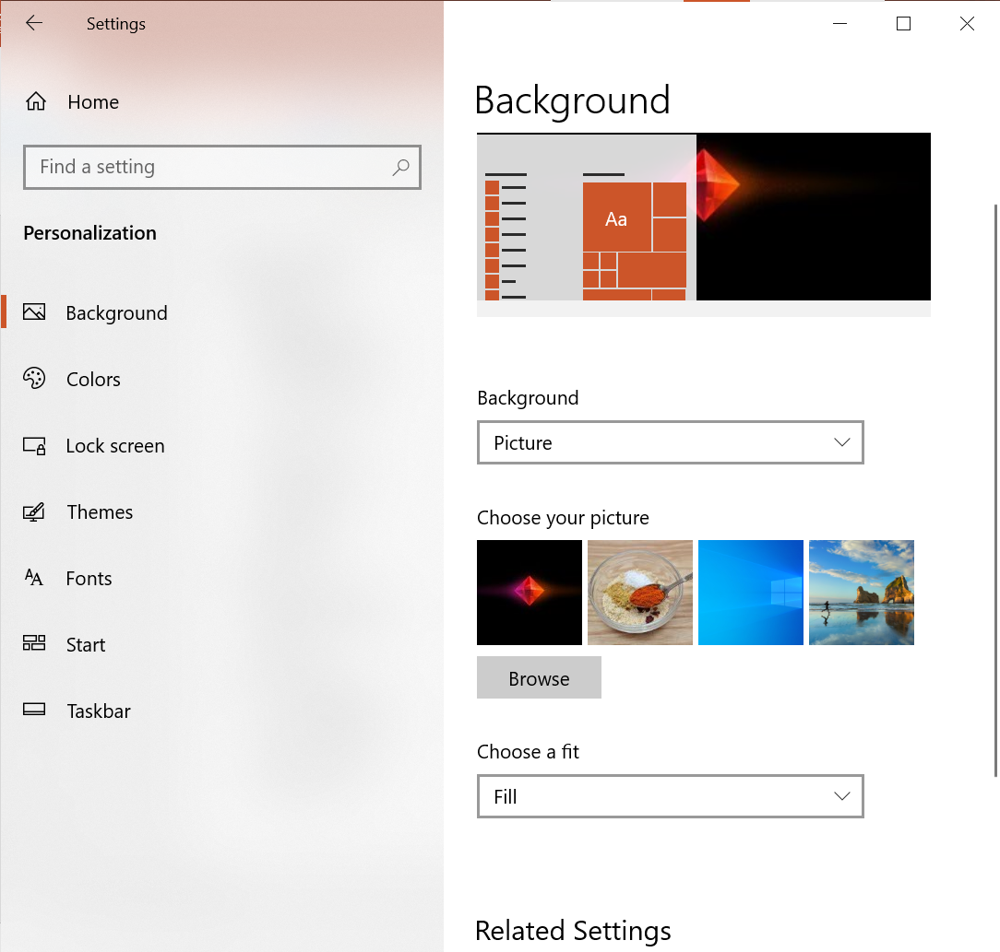 Settings
Home
Find a setting
Personalization
Background
Colors
Lock screen
Themes
Fonts
Start
Taskbar
Background
Aa
Background
Picture
Choose your picture
Browse
Choose a fit
Fill
Related Settings